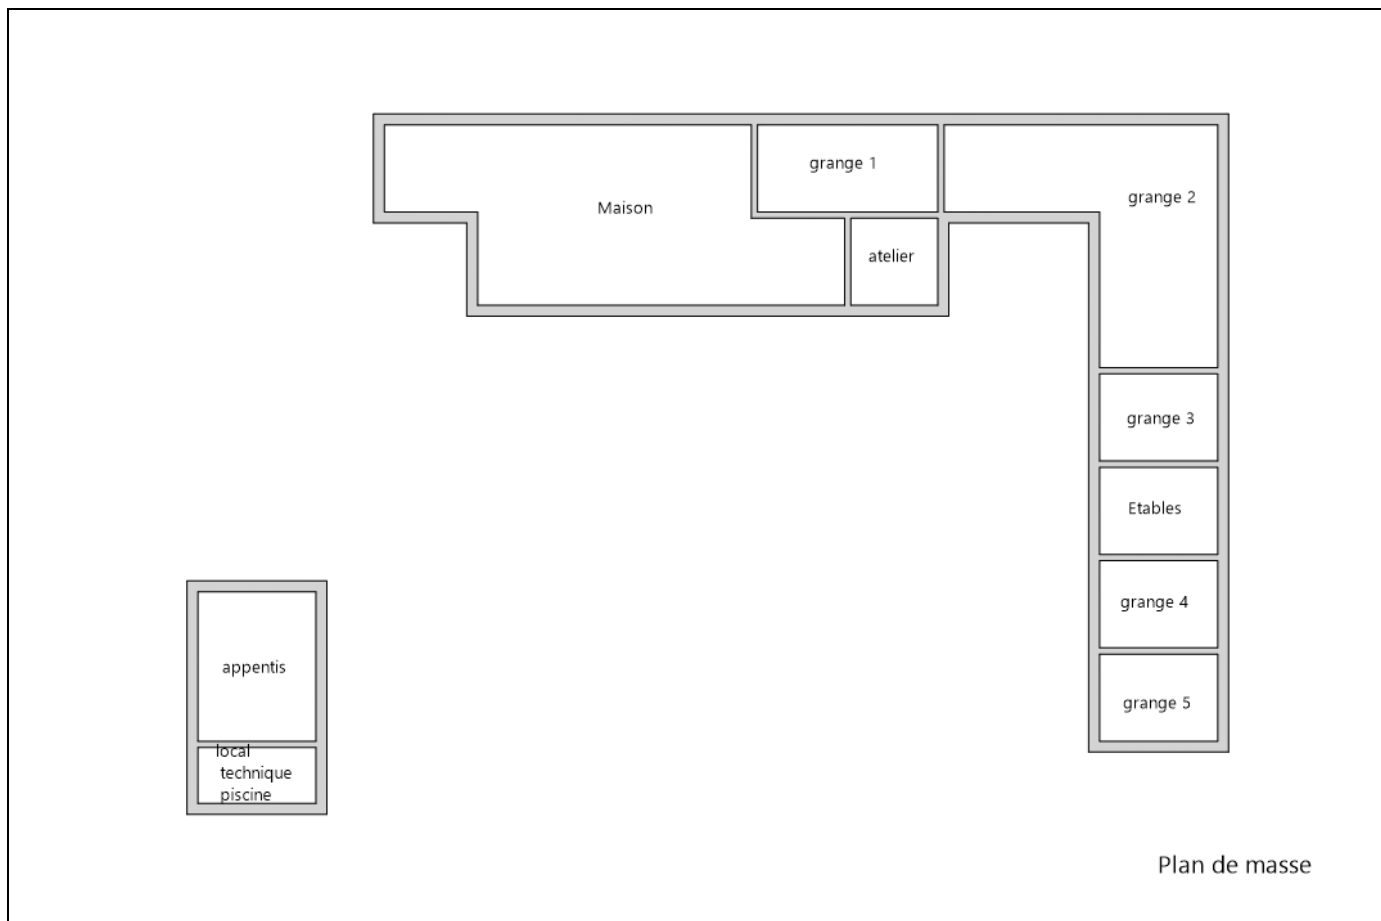 grange 1
grange 2
Maison
atelier
grange 3
Etables
grange 4
appentis
grange 5
local
technique
piscine
Plan de masse